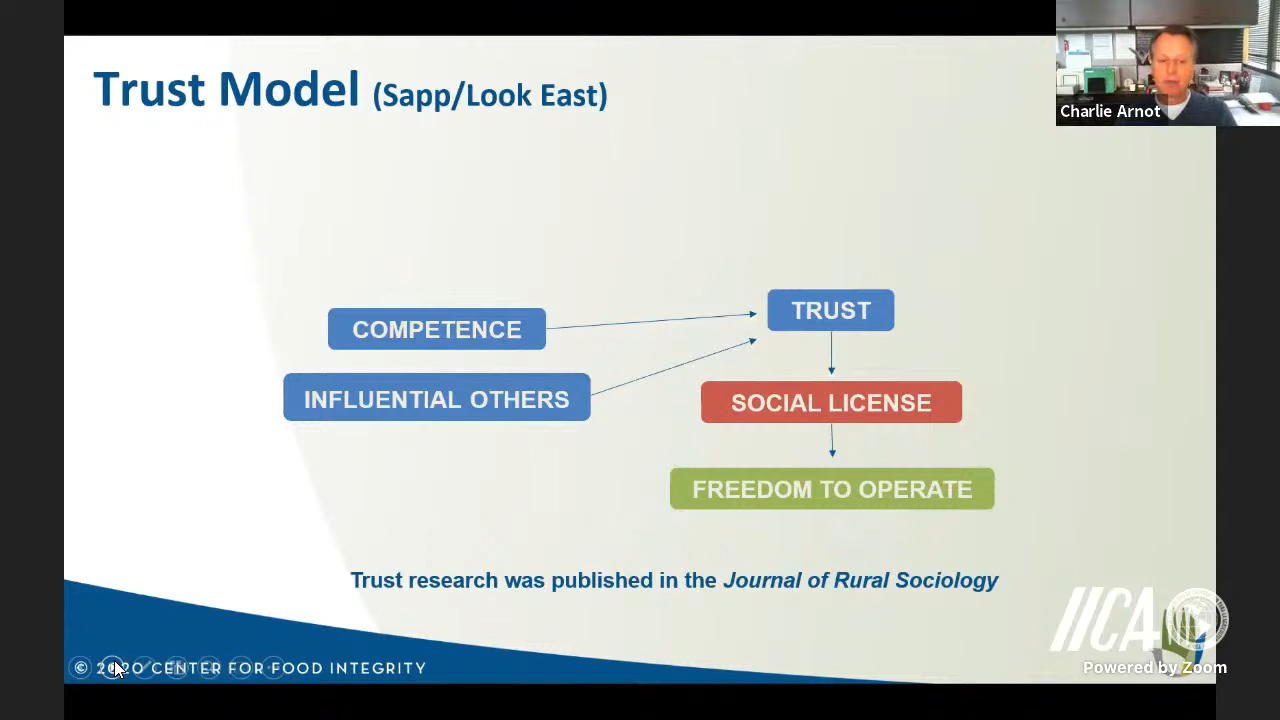 Trust Model (Sapp/Look East)
Charlie Arnot
COMPETENCE
TRUST
INFLUENTIAL OTHERS
SOCIAL LICENSE
FREEDOM TO OPERATE
Trust research was published in the Journal of Rural Sociology
IICA
© 2020 CENTER FOR FOOD INTEGRITY
Powered by Zoom